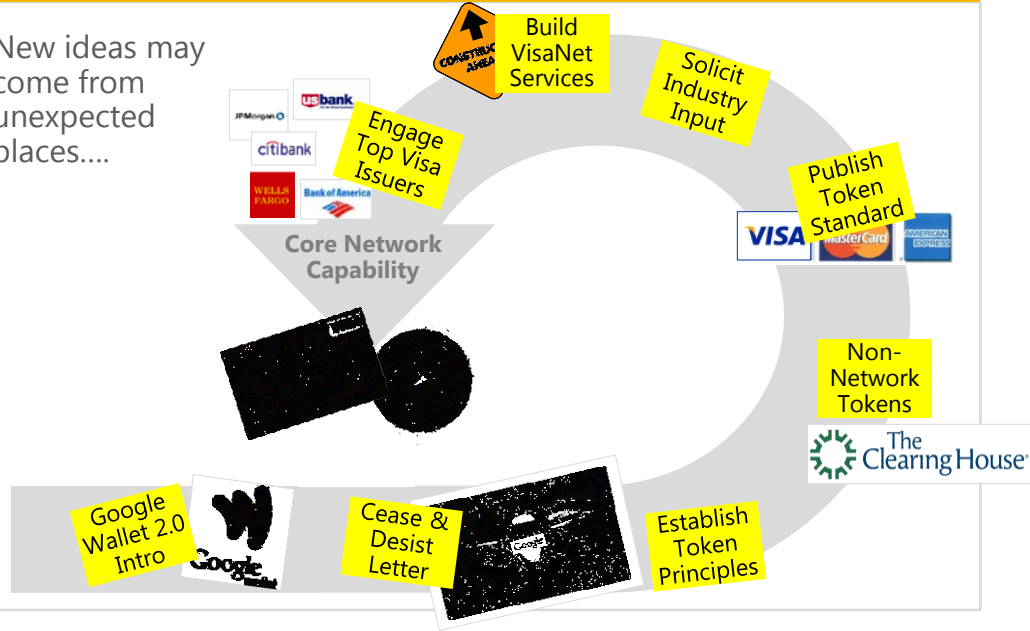 New ideas may
come from
unexpected
places....
Build
VisaNet
Services
CONSTRUC
AHEA
Solicit
Industry
Input
usbank
JPMorgan
citibank
WELLS
FARGO
Bank of America
Engage
Top Visa
Issuers
Publish
Token
Standard
VISA
MasterCard
AMERICAN
EXPRESS
Core Network
Capability
Non-
Network
Tokens
The
Clearing House
Google
Wallet 2.0
Intro
Google
wallet
Cease &
Desist
Letter
Google
Establish
Token
Principles